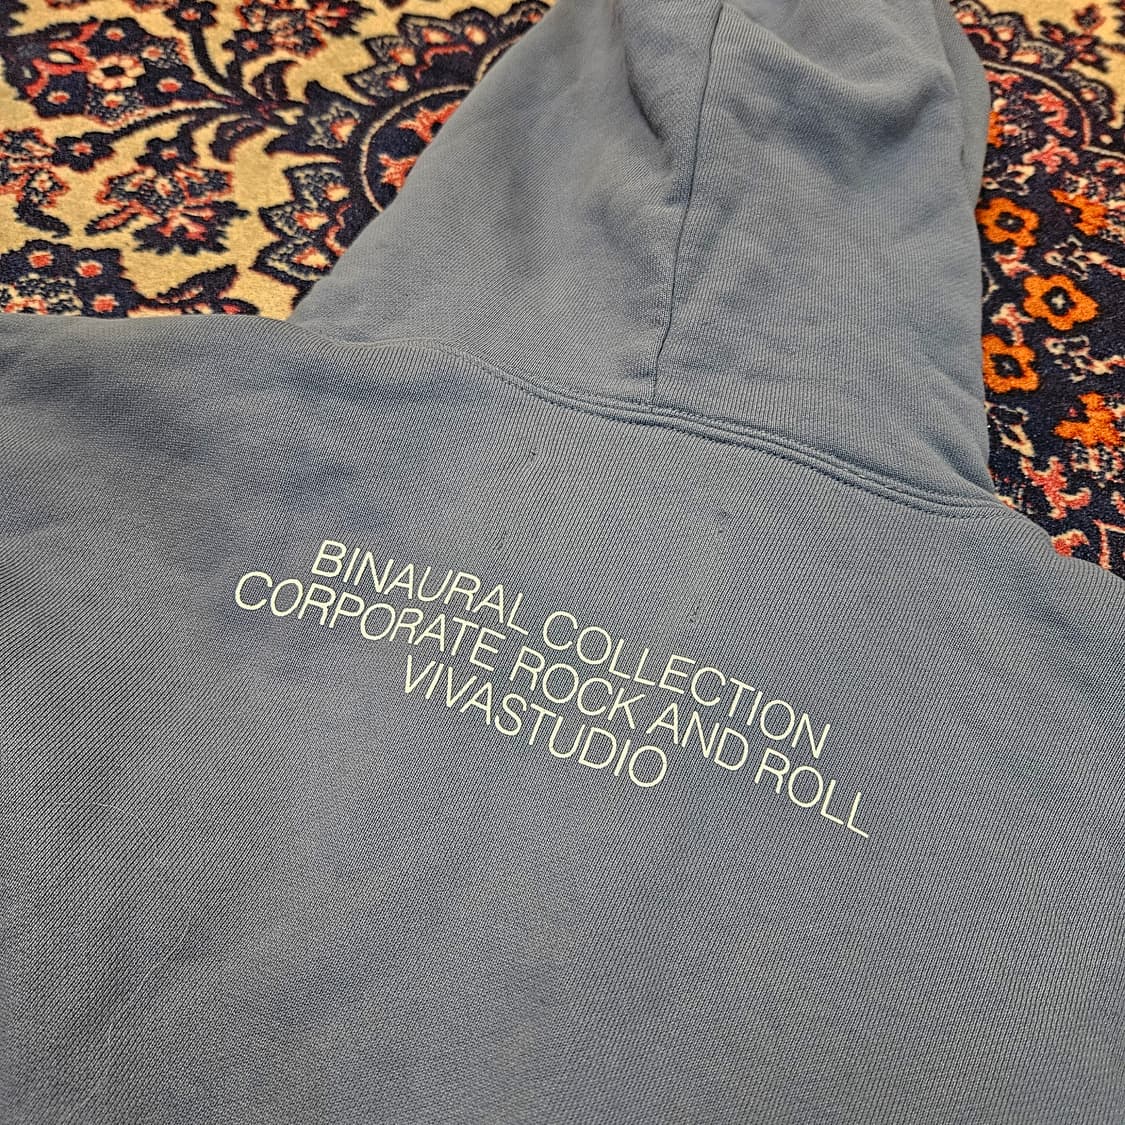 BINAURAL COLLECTION
CORPORATE ROCK AND ROLL
VIVASTUDIO